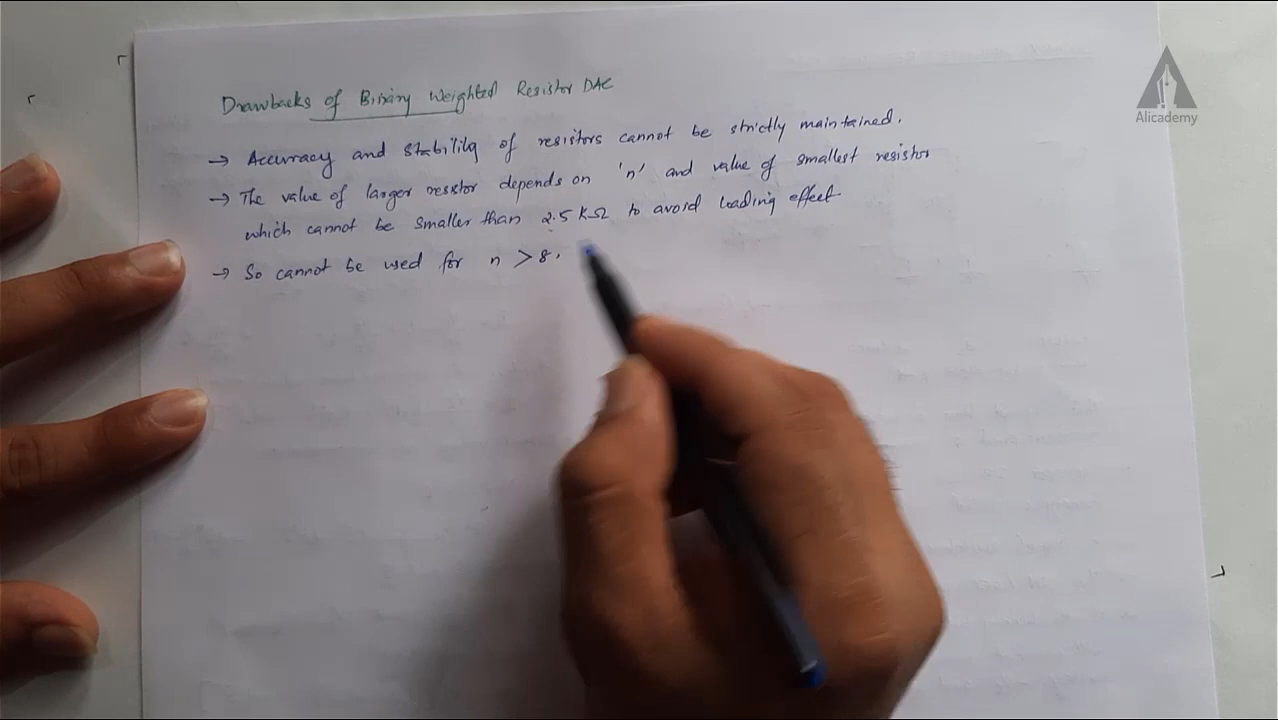 Drawbacks of Binary Weighted Resistor DAC
→ Accuracy and stability of resistors cannot be strictly maintained.
→ The value of larger resistor depends on 'n' and value of smallest resistor
which cannot be smaller than 2.5 KΩ to avoid loading effect
→ So cannot be used for n > 8.
Alicademy